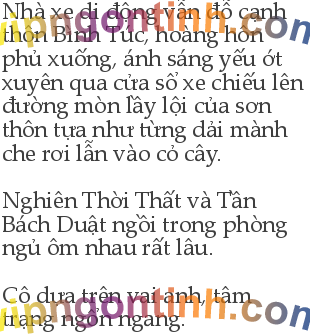 Nhà xe di động vẫn đỗ cạnh
thôn Bình Túc, hoàng hôn
phủ xuống, ánh sáng yếu ớt
xuyên qua cửa sổ xe chiếu lên
đường mòn lầy lội của sơn
thôn tựa như từng dải mành
che rơi lẫn vào cỏ cây.

Nghiên Thời Thất và Tần
Bách Duật ngồi trong phòng
ngủ ôm nhau rất lâu.

Cô dựa trên vai anh, tâm
trạng ngổn ngang.